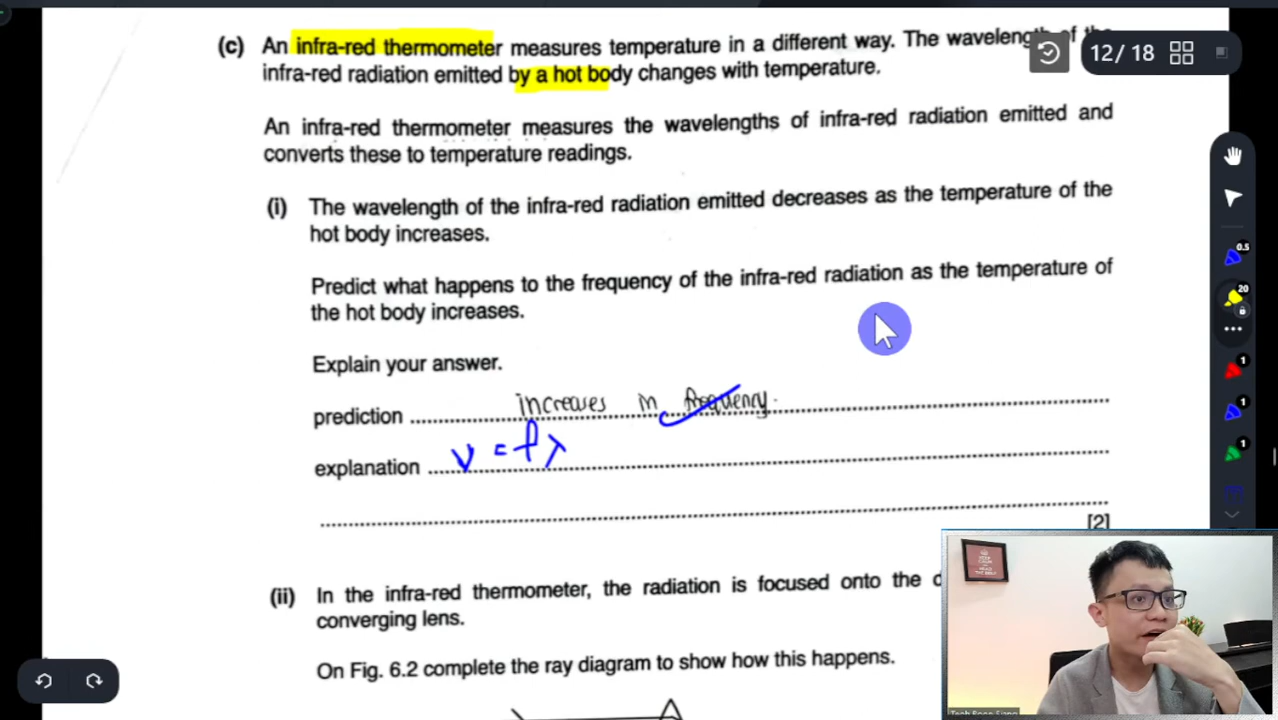 (c) An infra-red thermometer measures temperature in a different way. The wavelength of the
12/ 18
infra-red radiation emitted by a hot body changes with temperature.
An infra-red thermometer measures the wavelengths of infra-red radiation emitted and
converts these to temperature readings.
(i) The wavelength of the infra-red radiation emitted decreases as the temperature of the
hot body increases.
Predict what happens to the frequency of the infra-red radiation as the temperature of
the hot body increases.
Explain your answer.
prediction increases in frequency.
explanation v = fλ
[2]
(ii) In the infra-red thermometer, the radiation is focused onto the
converging lens.
On Fig. 6.2 complete the ray diagram to show how this happens.
0.5
20
1
1
1